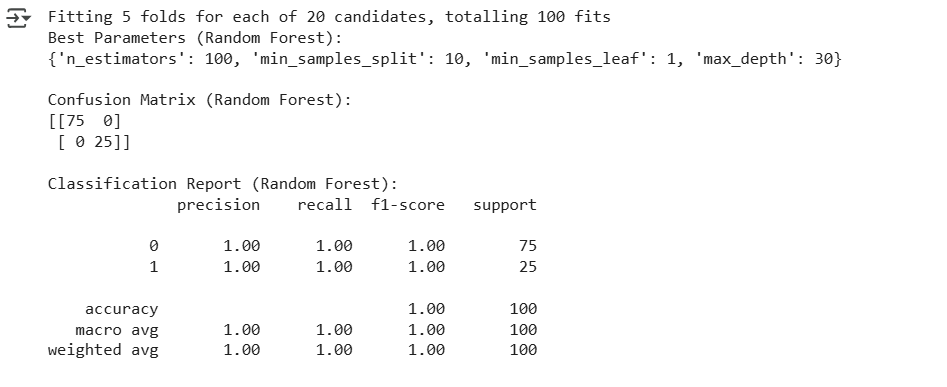 Fitting 5 folds for each of 20 candidates, totalling 100 fits
Best Parameters (Random Forest):
{'n_estimators': 100, 'min_samples_split': 10, 'min_samples_leaf': 1, 'max_depth': 30}

Confusion Matrix (Random Forest):
[[75  0]
 [ 0 25]]

Classification Report (Random Forest):
              precision    recall  f1-score   support

           0       1.00      1.00      1.00        75
           1       1.00      1.00      1.00        25

    accuracy                           1.00       100
   macro avg       1.00      1.00      1.00       100
weighted avg       1.00      1.00      1.00       100